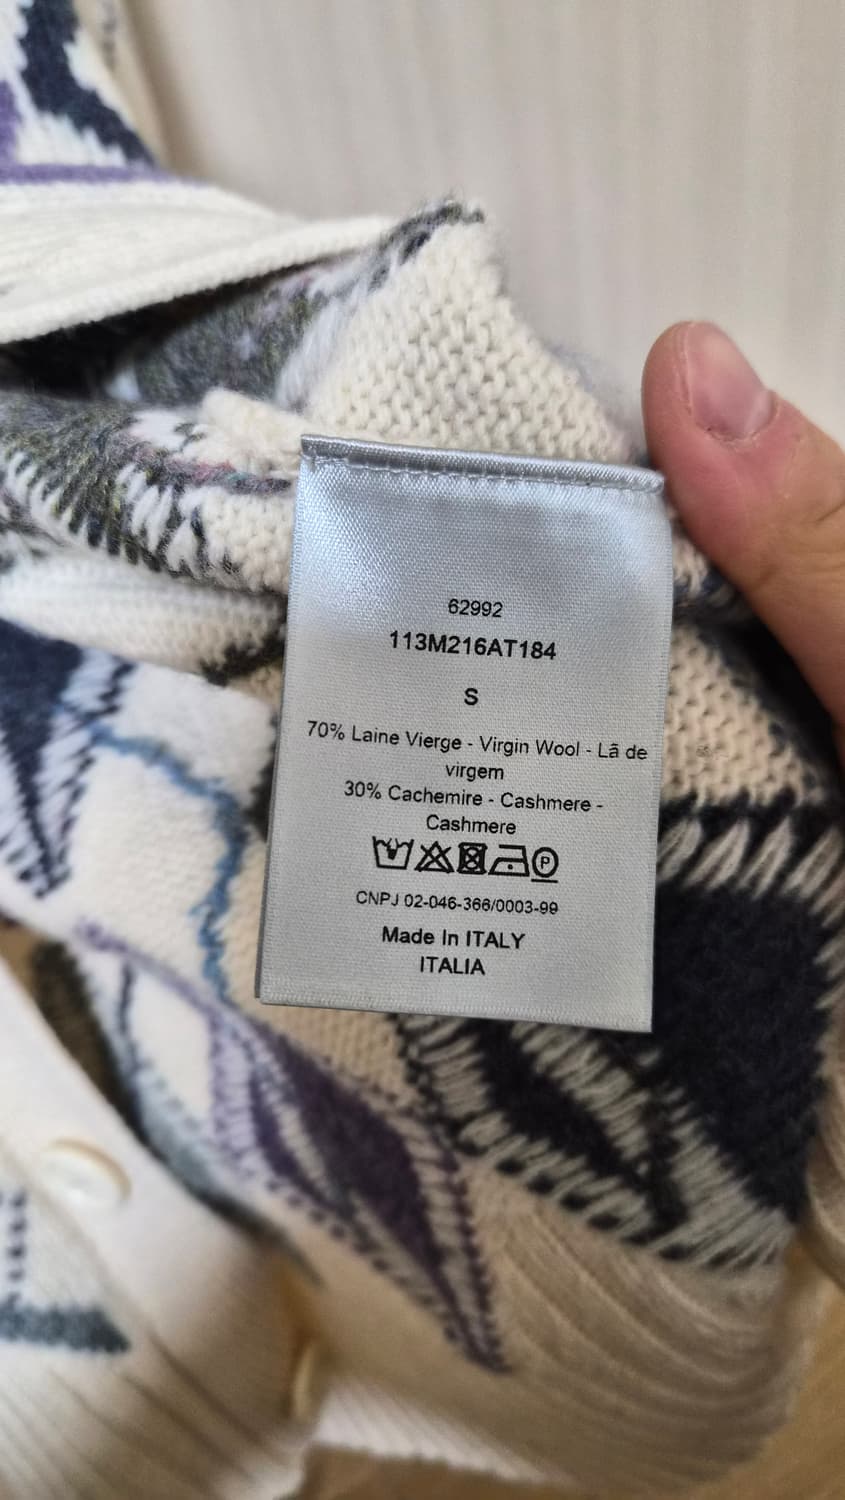 62992
113M216AT184
S
70% Laine Vierge - Virgin Wool - Lã de
virgem
30% Cachemire - Cashmere -
Cashmere
P
CNPJ 02-046-366/0003-99
Made In ITALY
ITALIA